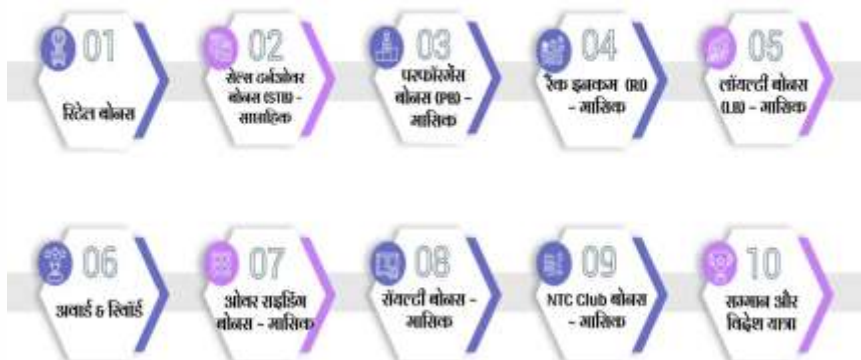 01
रिटेल बोनस
02
सेल्स टर्नओवर
बोनस (STB) –
साप्ताहिक
03
परफॉरमेंस
बोनस (PB) –
मासिक
04
रैंक इनकम (RI)
– मासिक
05
लॉयल्टी बोनस
(LB) – मासिक
06
अवार्ड & रिवॉर्ड
07
ओवर राइडिंग
बोनस – मासिक
08
रॉयल्टी बोनस –
मासिक
09
NTC Club बोनस
– मासिक
10
सम्मान और
विदेश यात्रा